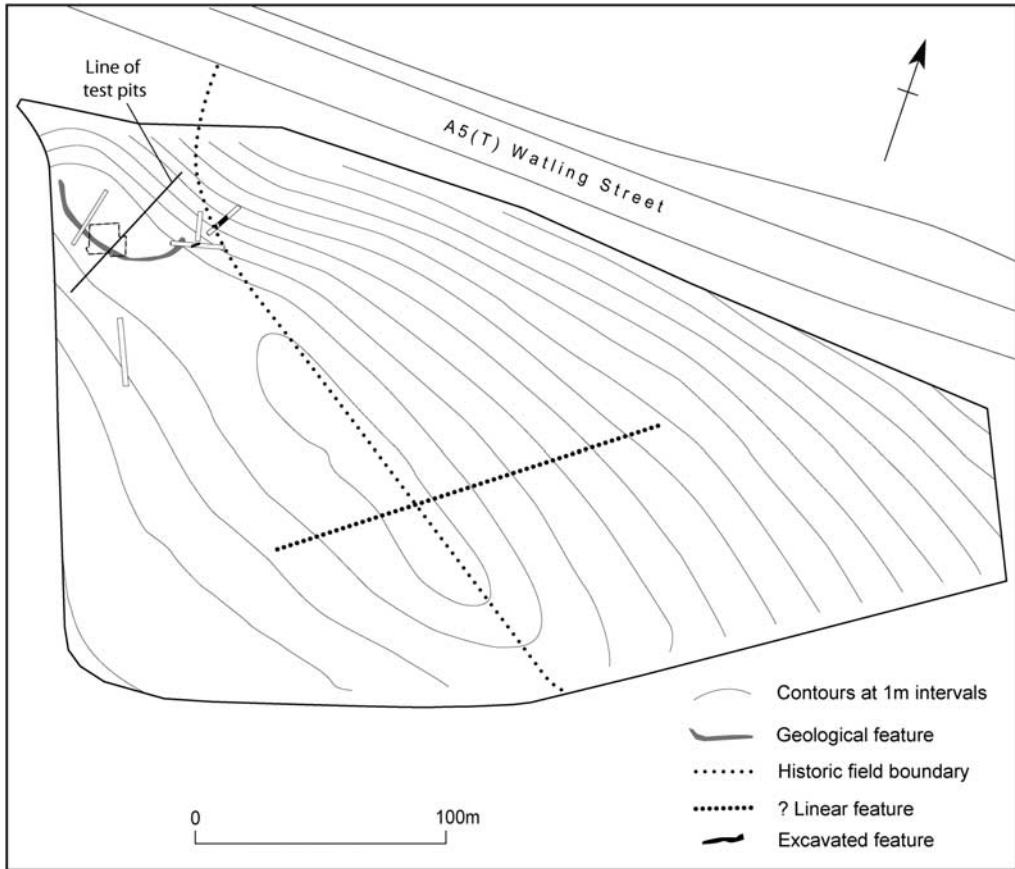 Line of
test pits
A5(T) Watling Street
Contours at 1m intervals
Geological feature
Historic field boundary
? Linear feature
Excavated feature
0 100m